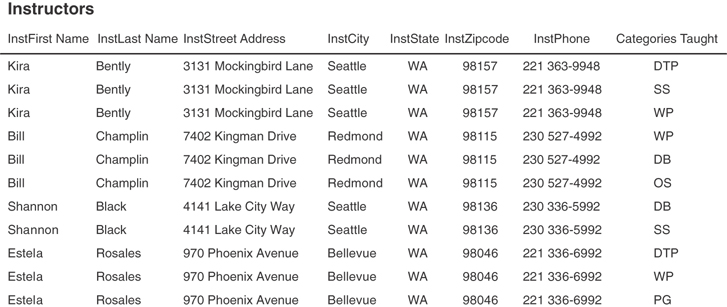 Instructors
InstFirst Name InstLast Name InstStreet Address InstCity InstState InstZipcode InstPhone Categories Taught
Kira Bently 3131 Mockingbird Lane Seattle WA 98157 221 363-9948 DTP
Kira Bently 3131 Mockingbird Lane Seattle WA 98157 221 363-9948 SS
Kira Bently 3131 Mockingbird Lane Seattle WA 98157 221 363-9948 WP
Bill Champlin 7402 Kingman Drive Redmond WA 98115 230 527-4992 WP
Bill Champlin 7402 Kingman Drive Redmond WA 98115 230 527-4992 DB
Bill Champlin 7402 Kingman Drive Redmond WA 98115 230 527-4992 OS
Shannon Black 4141 Lake City Way Seattle WA 98136 230 336-5992 DB
Shannon Black 4141 Lake City Way Seattle WA 98136 230 336-5992 SS
Estela Rosales 970 Phoenix Avenue Bellevue WA 98046 221 336-6992 DTP
Estela Rosales 970 Phoenix Avenue Bellevue WA 98046 221 336-6992 WP
Estela Rosales 970 Phoenix Avenue Bellevue WA 98046 221 336-6992 PG